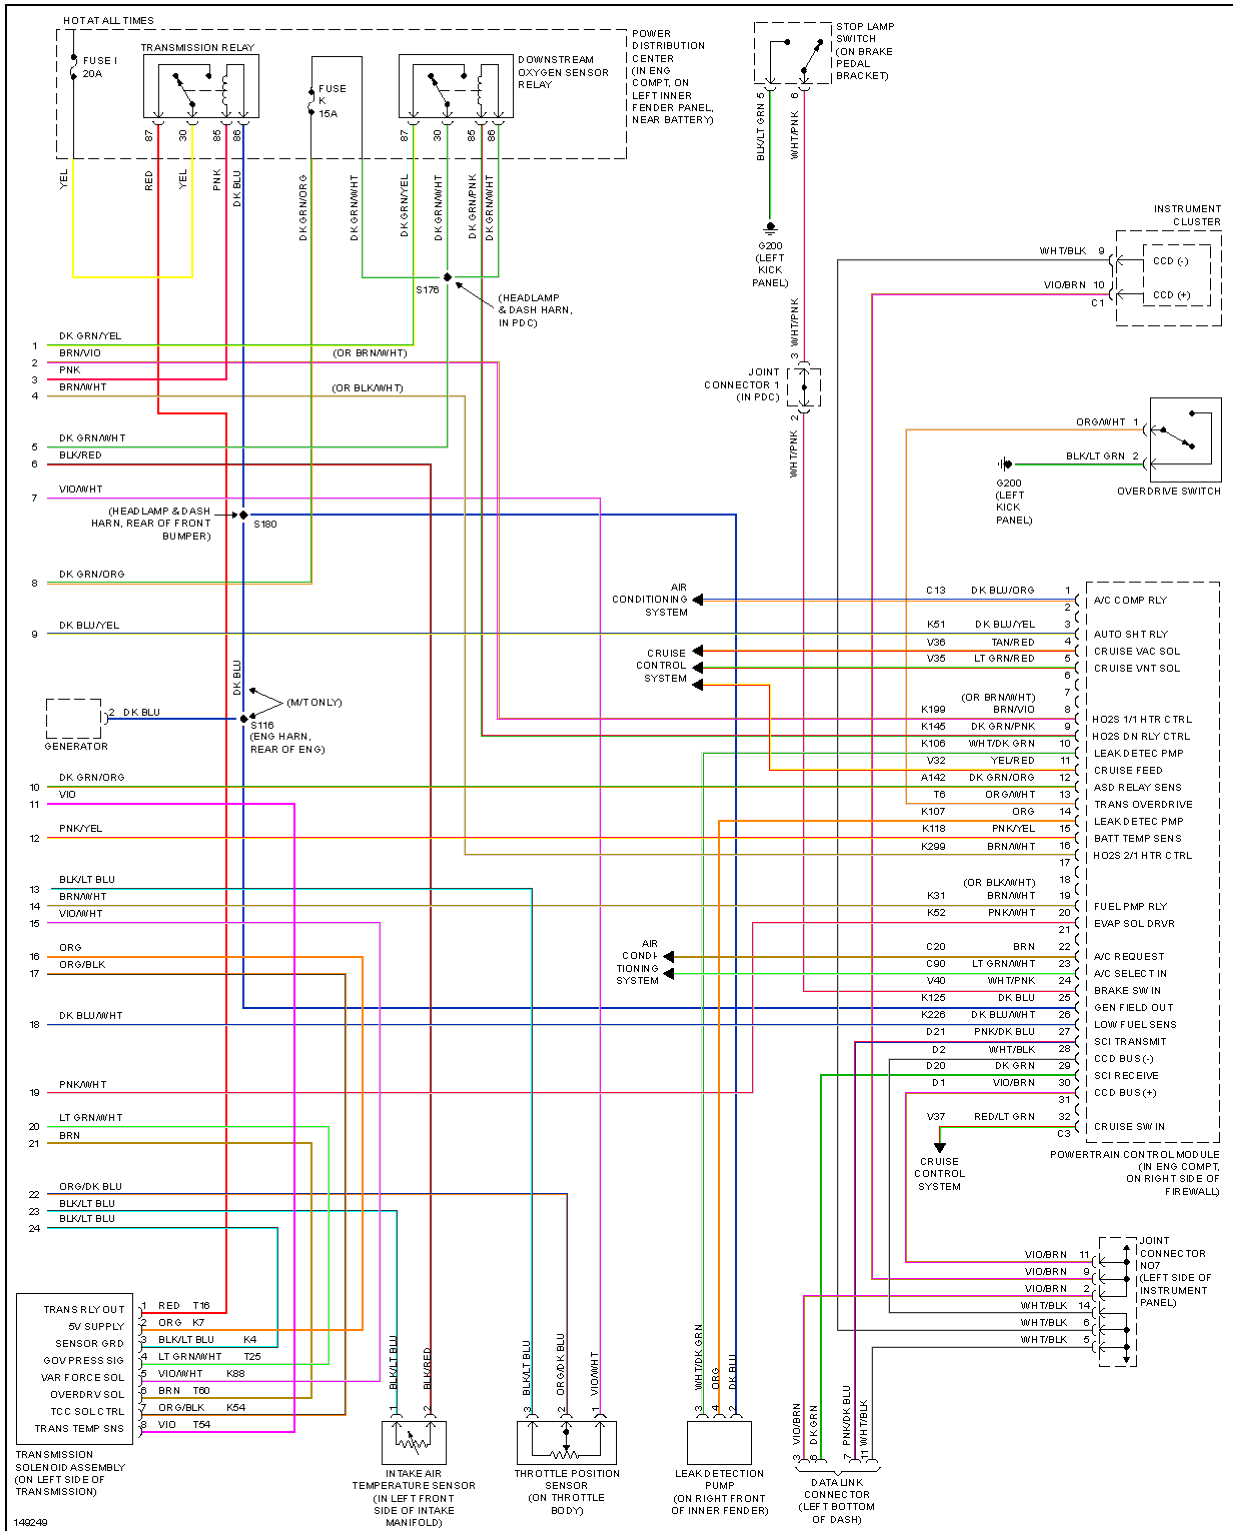 HOT AT ALL TIMES
FUSE I
20A
TRANSMISSION RELAY
FUSE
K
15A
DOWNSTREAM
OXYGEN SENSOR
RELAY
POWER
DISTRIBUTION
CENTER
(IN ENG
COMPT, ON
LEFT INNER
FENDER PANEL,
NEAR BATTERY)
87
30
85
86
87
30
85
86
YEL
RED
YEL
PNK
DK BLU
DK GRN/ORG
DK GRN/WHT
DK GRN/YEL
DK GRN/WHT
DK GRN/PNK
DK GRN/WHT
S176
(HEADLAMP
& DASH HARN,
IN PDC)
STOP LAMP
SWITCH
(ON BRAKE
PEDAL
BRACKET)
5
6
BLK/LT GRN
WHT/PNK
G200
(LEFT
KICK
PANEL)
WHT/PNK
3
JOINT
CONNECTOR 1
(IN PDC)
2
WHT/PNK
INSTRUMENT
CLUSTER
WHT/BLK 9
CCD (-)
VIO/BRN 10
CCD (+)
C1
ORG/WHT 1
BLK/LT GRN 2
G200
(LEFT
KICK
PANEL)
OVERDRIVE SWITCH
1 DK GRN/YEL
2 BRN/VIO (OR BRN/WHT)
3 PNK
4 BRN/WHT (OR BLK/WHT)
5 DK GRN/WHT
6 BLK/RED
7 VIO/WHT
(HEADLAMP & DASH
HARN, REAR OF FRONT
BUMPER)
S180
8 DK GRN/ORG
9 DK BLU/YEL
DK BLU
(M/T ONLY)
2 DK BLU
GENERATOR
S116
(ENG HARN,
REAR OF ENG)
10 DK GRN/ORG
11 VIO
12 PNK/YEL
13 BLK/LT BLU
14 BRN/WHT
15 VIO/WHT
16 ORG
17 ORG/BLK
18 DK BLU/WHT
19 PNK/WHT
20 LT GRN/WHT
21 BRN
22 ORG/DK BLU
23 BLK/LT BLU
24 BLK/LT BLU
AIR
CONDITIONING
SYSTEM
CRUISE
CONTROL
SYSTEM
AIR
CONDI-
TIONING
SYSTEM
CRUISE
CONTROL
SYSTEM
C13 DK BLU/ORG 1
A/C COMP RLY
2
K51 DK BLU/YEL 3
AUTO SHT RLY
V36 TAN/RED 4
CRUISE VAC SOL
V35 LT GRN/RED 5
CRUISE VNT SOL
6
7
(OR BRN/WHT)
K199 BRN/VIO 8
HO2S 1/1 HTR CTRL
K145 DK GRN/PNK 9
HO2S DN RLY CTRL
K106 WHT/DK GRN 10
LEAK DETEC PMP
V32 YEL/RED 11
CRUISE FEED
A142 DK GRN/ORG 12
ASD RELAY SENS
T6 ORG/WHT 13
TRANS OVERDRIVE
K107 ORG 14
LEAK DETEC PMP
K118 PNK/YEL 15
BATT TEMP SENS
K299 BRN/WHT 16
HO2S 2/1 HTR CTRL
17
(OR BLK/WHT) 18
K31 BRN/WHT 19
FUEL PMP RLY
K52 PNK/WHT 20
EVAP SOL DRVR
21
C20 BRN 22
A/C REQUEST
C90 LT GRN/WHT 23
A/C SELECT IN
V40 WHT/PNK 24
BRAKE SW IN
K125 DK BLU 25
GEN FIELD OUT
K226 DK BLU/WHT 26
LOW FUEL SENS
D21 PNK/DK BLU 27
SCI TRANSMIT
D2 WHT/BLK 28
CCD BUS (-)
D20 DK GRN 29
SCI RECEIVE
D1 VIO/BRN 30
CCD BUS (+)
31
V37 RED/LT GRN 32
CRUISE SW IN
C3
POWERTRAIN CONTROL MODULE
(IN ENG COMPT,
ON RIGHT SIDE OF
FIREWALL)
VIO/BRN 11
VIO/BRN 9
VIO/BRN 2
WHT/BLK 14
WHT/BLK 6
WHT/BLK 5
JOINT
CONNECTOR
NO7
(LEFT SIDE OF
INSTRUMENT
PANEL)
TRANS RLY OUT 1 RED T16
5V SUPPLY 2 ORG K7
SENSOR GRD 3 BLK/LT BLU K4
GOV PRESS SIG 4 LT GRN/WHT T25
VAR FORCE SOL 5 VIO/WHT K88
OVERDRV SOL 6 BRN T60
TCC SOL CTRL 7 ORG/BLK K54
TRANS TEMP SNS 8 VIO T54
TRANSMISSION
SOLENOID ASSEMBLY
(ON LEFT SIDE OF
TRANSMISSION)
BLK/LT BLU
BLK/RED
1
2
INTAKE AIR
TEMPERATURE SENSOR
(IN LEFT FRONT
SIDE OF INTAKE
MANIFOLD)
BLK/LT BLU
ORG/DK BLU
VIO/WHT
3
2
1
THROTTLE POSITION
SENSOR
(ON THROTTLE
BODY)
WHT/DK GRN
ORG
DK BLU
3
4
2
LEAK DETECTION
PUMP
(ON RIGHT FRONT
OF INNER FENDER)
VIO/BRN
DK GRN
PNK/DK BLU
WHT/BLK
3
6
7
11
DATA LINK
CONNECTOR
(LEFT BOTTOM
OF DASH)
149249